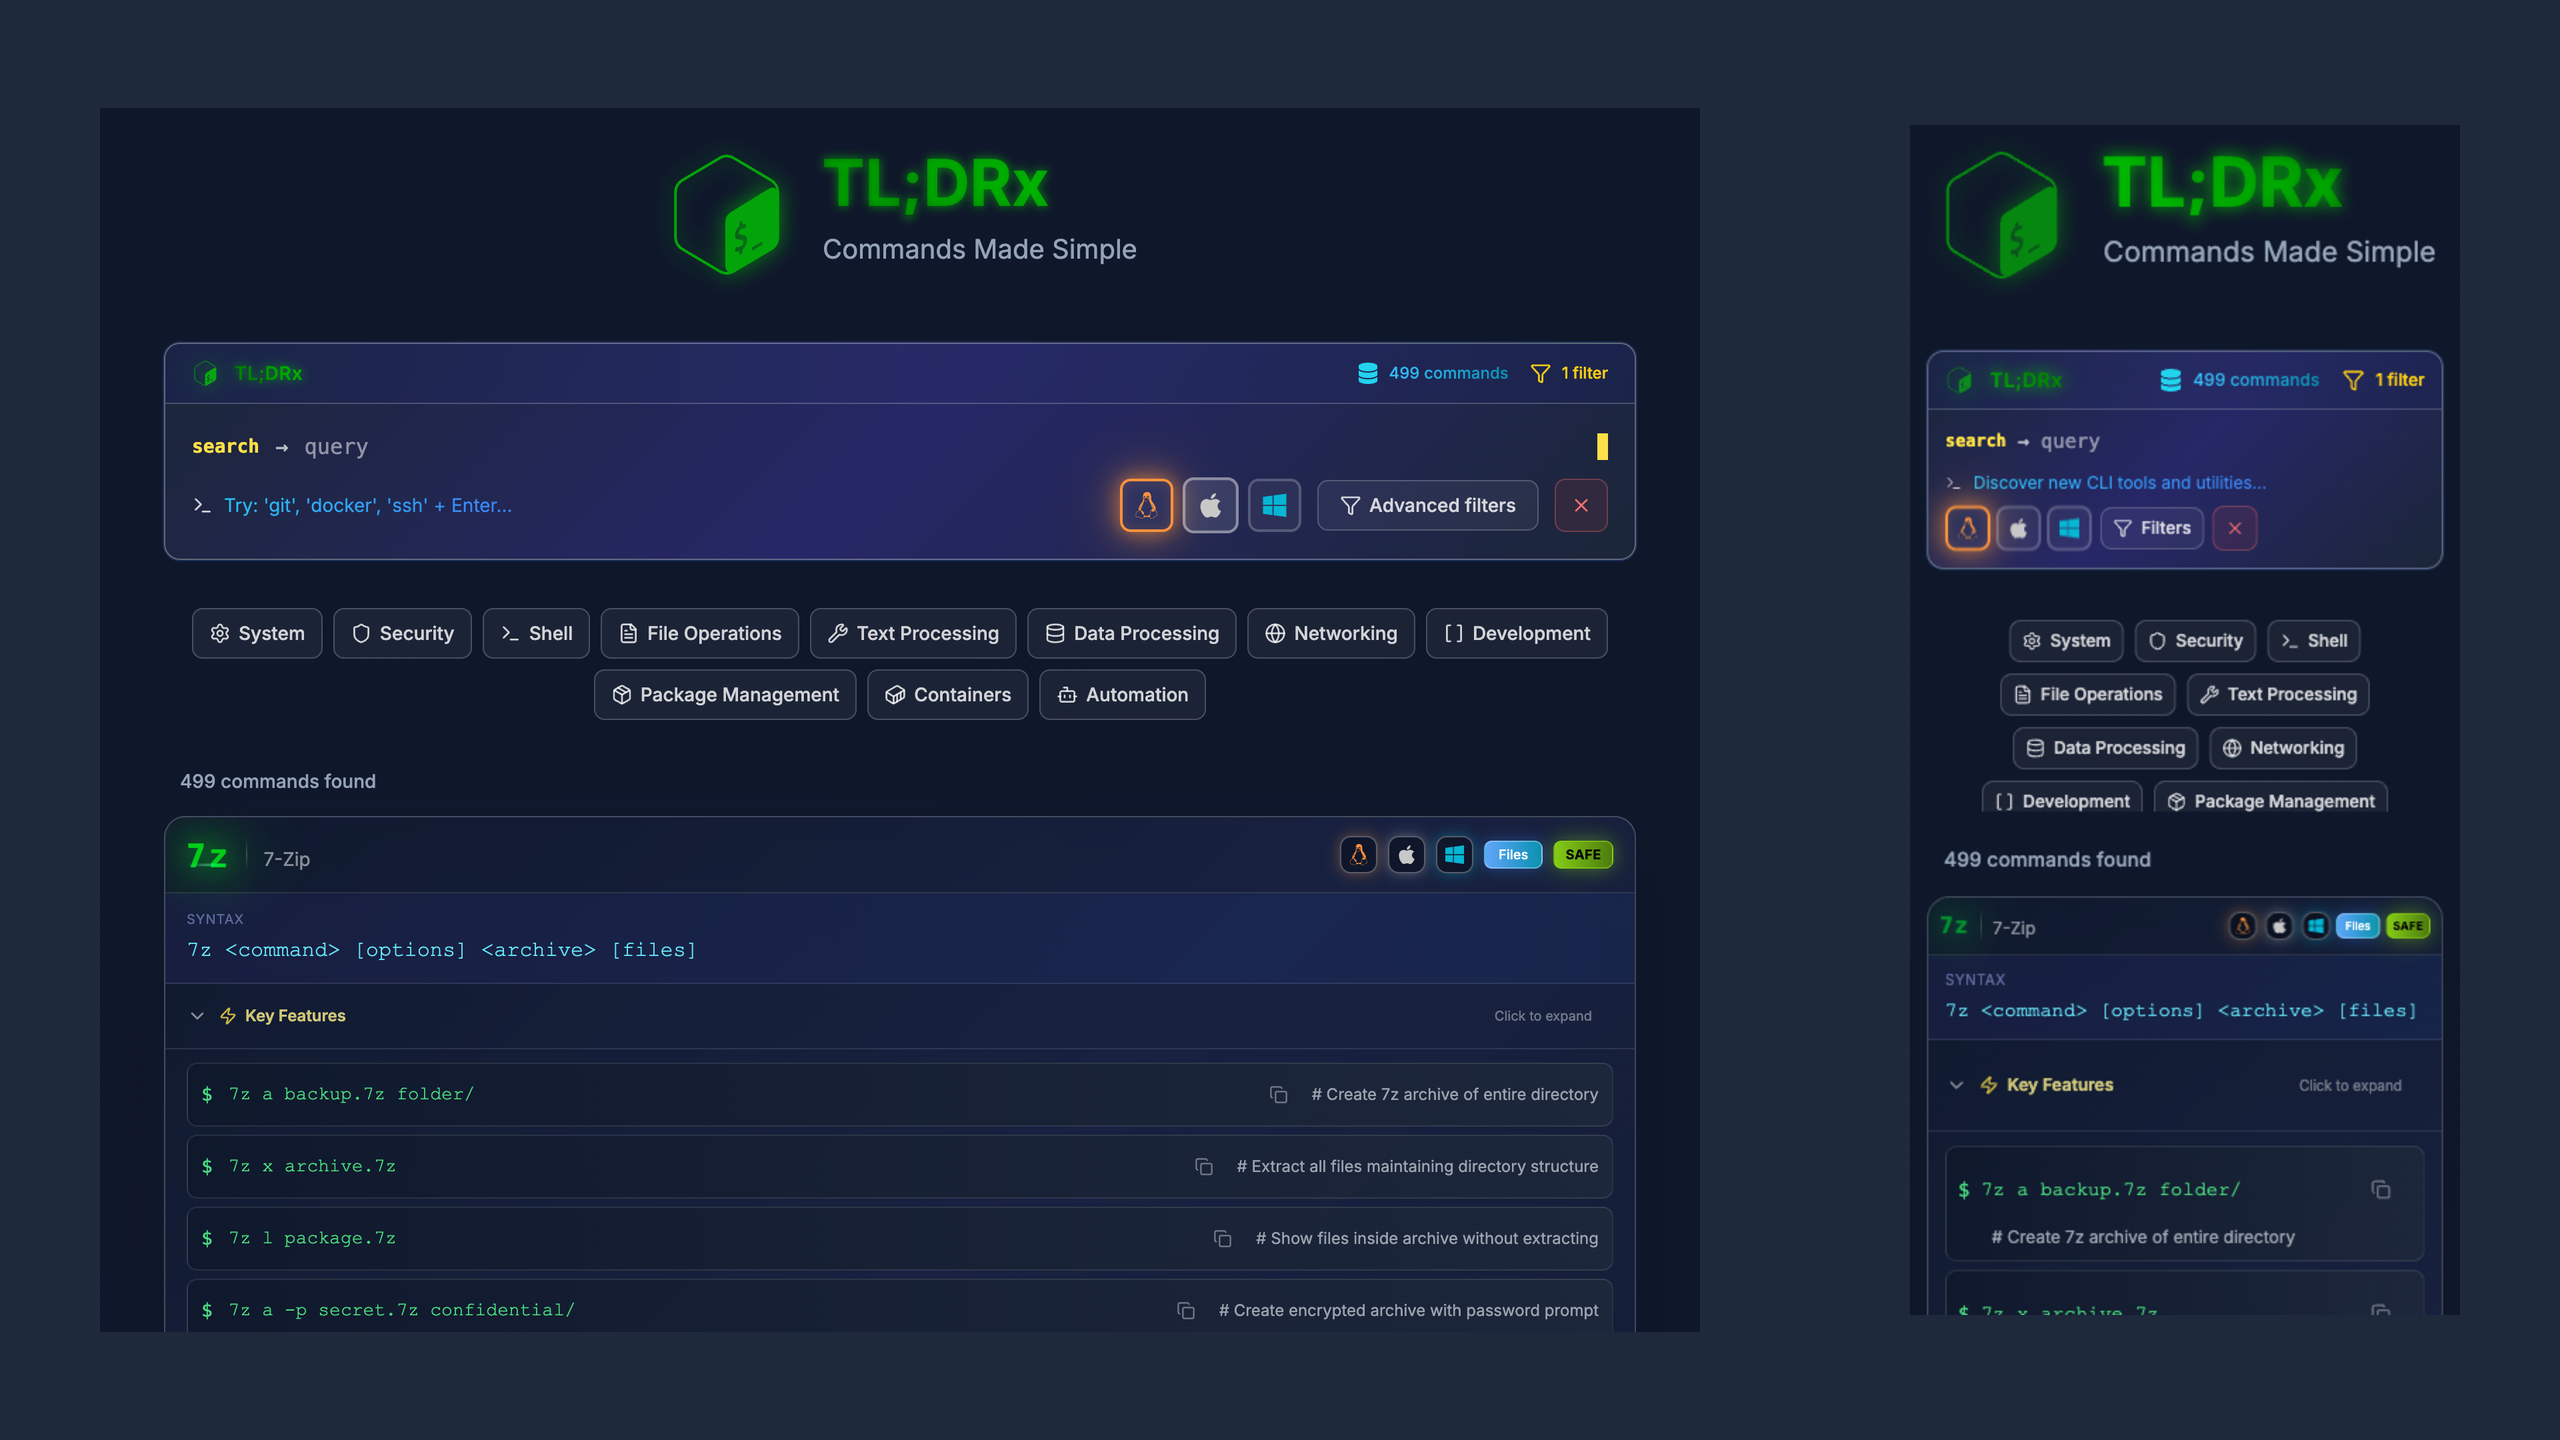 $_
TL;DRx
Commands Made Simple
TL;DRx
499 commands 1 filter
search → query
>_ Try: 'git', 'docker', 'ssh' + Enter...
Advanced filters
System Security Shell File Operations Text Processing Data Processing Networking [] Development
Package Management Containers Automation
499 commands found
7z 7-Zip Files SAFE
SYNTAX
7z <command> [options] <archive> [files]
Key Features Click to expand
$ 7z a backup.7z folder/ # Create 7z archive of entire directory
$ 7z x archive.7z # Extract all files maintaining directory structure
$ 7z l package.7z # Show files inside archive without extracting
$ 7z a -p secret.7z confidential/ # Create encrypted archive with password prompt
$_
TL;DRx
Commands Made Simple
TL;DRx
499 commands 1 filter
search → query
>_ Discover new CLI tools and utilities...
Filters
System Security Shell
File Operations Text Processing
Data Processing Networking
[] Development Package Management
499 commands found
7z 7-Zip Files SAFE
SYNTAX
7z <command> [options] <archive> [files]
Key Features Click to expand
$ 7z a backup.7z folder/
# Create 7z archive of entire directory
$ 7z x archive.7z